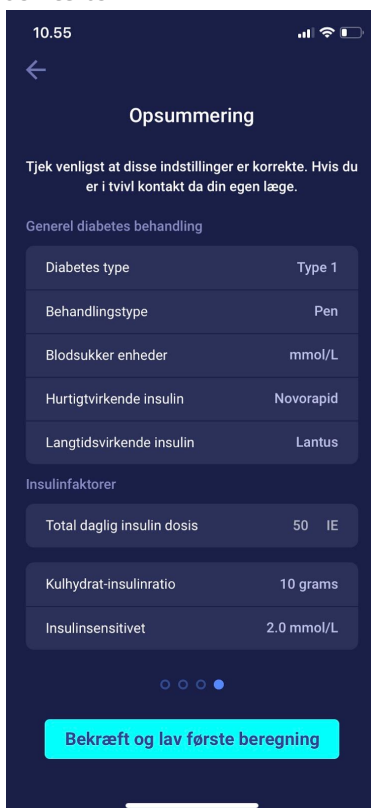 10.55
Opsummering
Tjek venligst at disse indstillinger er korrekte. Hvis du
er i tvivl kontakt da din egen læge.
Generel diabetes behandling
Diabetes type Type 1
Behandlingstype Pen
Blodsukker enheder mmol/L
Hurtigtvirkende insulin Novorapid
Langtidsvirkende insulin Lantus
Insulinfaktorer
Total daglig insulin dosis 50 IE
Kulhydrat-insulinratio 10 grams
Insulinsensitivet 2.0 mmol/L
Bekræft og lav første beregning